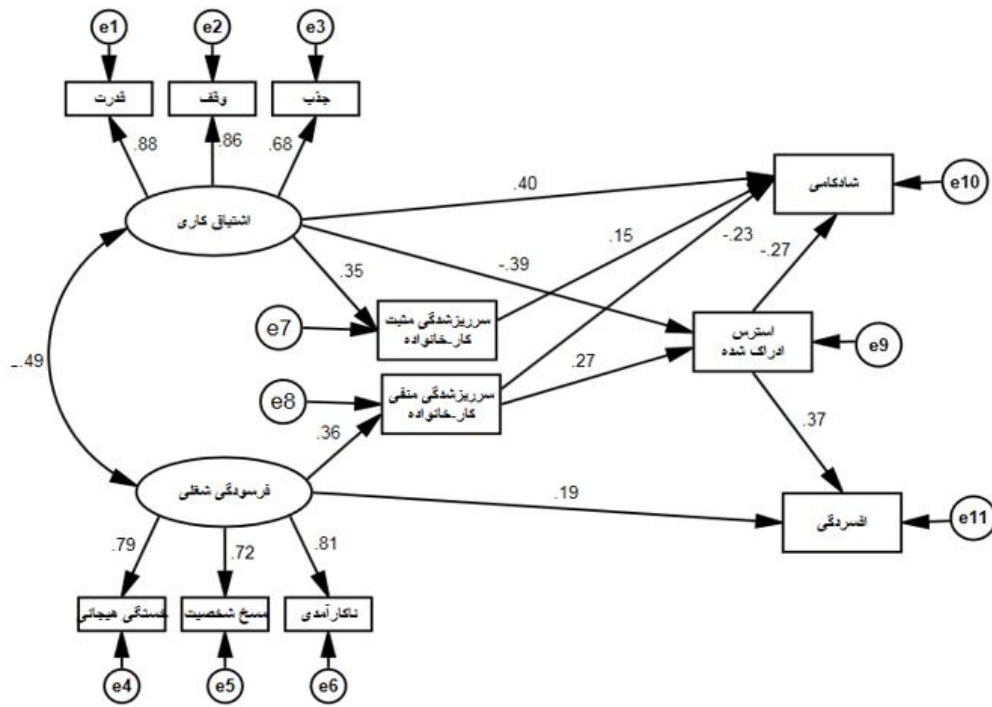 e1
e2
e3
قدرت
وقف
جذب
.88
.86
.68
اشتیاق کاری
.40
شادکامی
e10
.15
-.23
-.27
-.39
.35
e7
سرریزشدگی مثبت
کار-خانواده
استرس
ادراک شده
e9
-.49
.27
e8
سرریزشدگی منفی
کار-خانواده
.36
.37
فرسودگی شغلی
.19
افسردگی
e11
.79
.72
.81
خستگی هیجانی
مسخ شخصیت
ناکارآمدی
e4
e5
e6